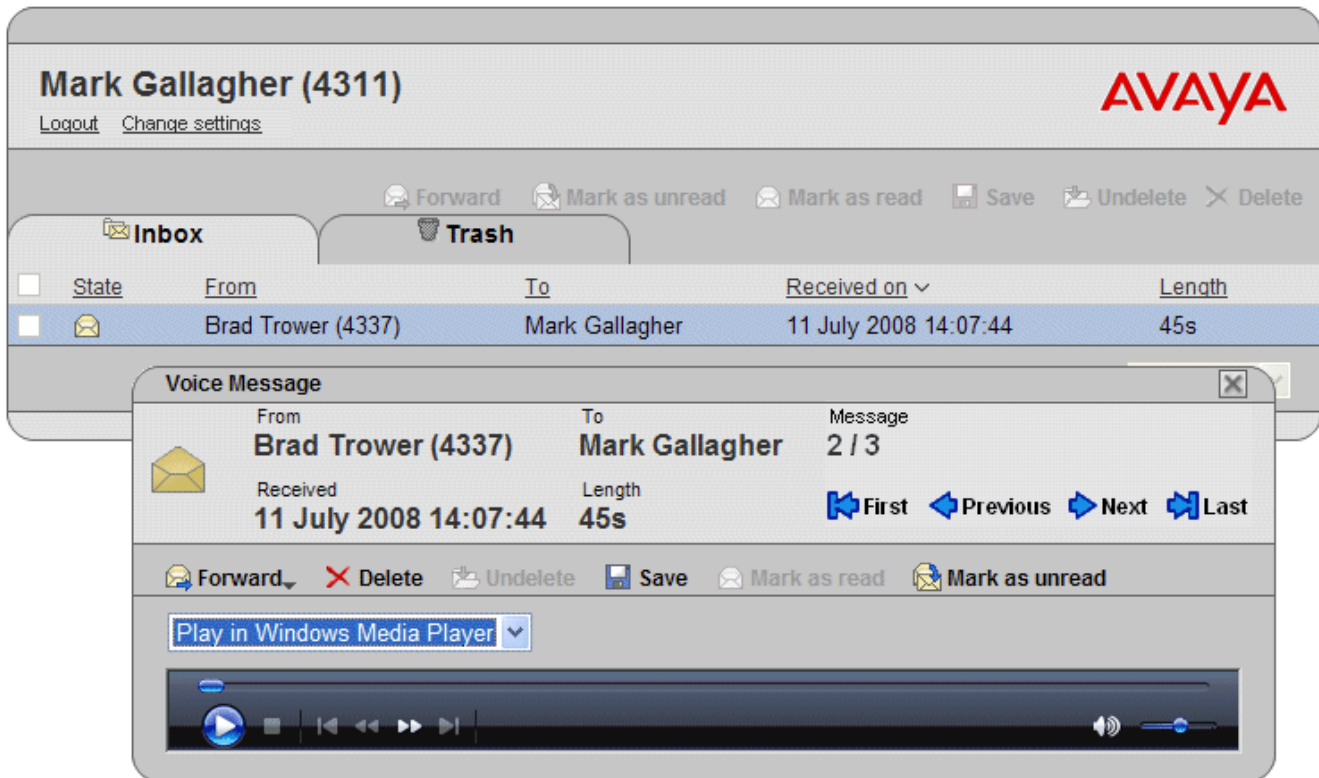 Mark Gallagher (4311)
AVAYA
Logout Change settings
Forward Mark as unread Mark as read Save Undelete Delete
Inbox Trash
State From To Received on Length
Brad Trower (4337) Mark Gallagher 11 July 2008 14:07:44 45s
Voice Message
From To Message
Brad Trower (4337) Mark Gallagher 2 / 3
Received Length
11 July 2008 14:07:44 45s
First Previous Next Last
Forward Delete Undelete Save Mark as read Mark as unread
Play in Windows Media Player